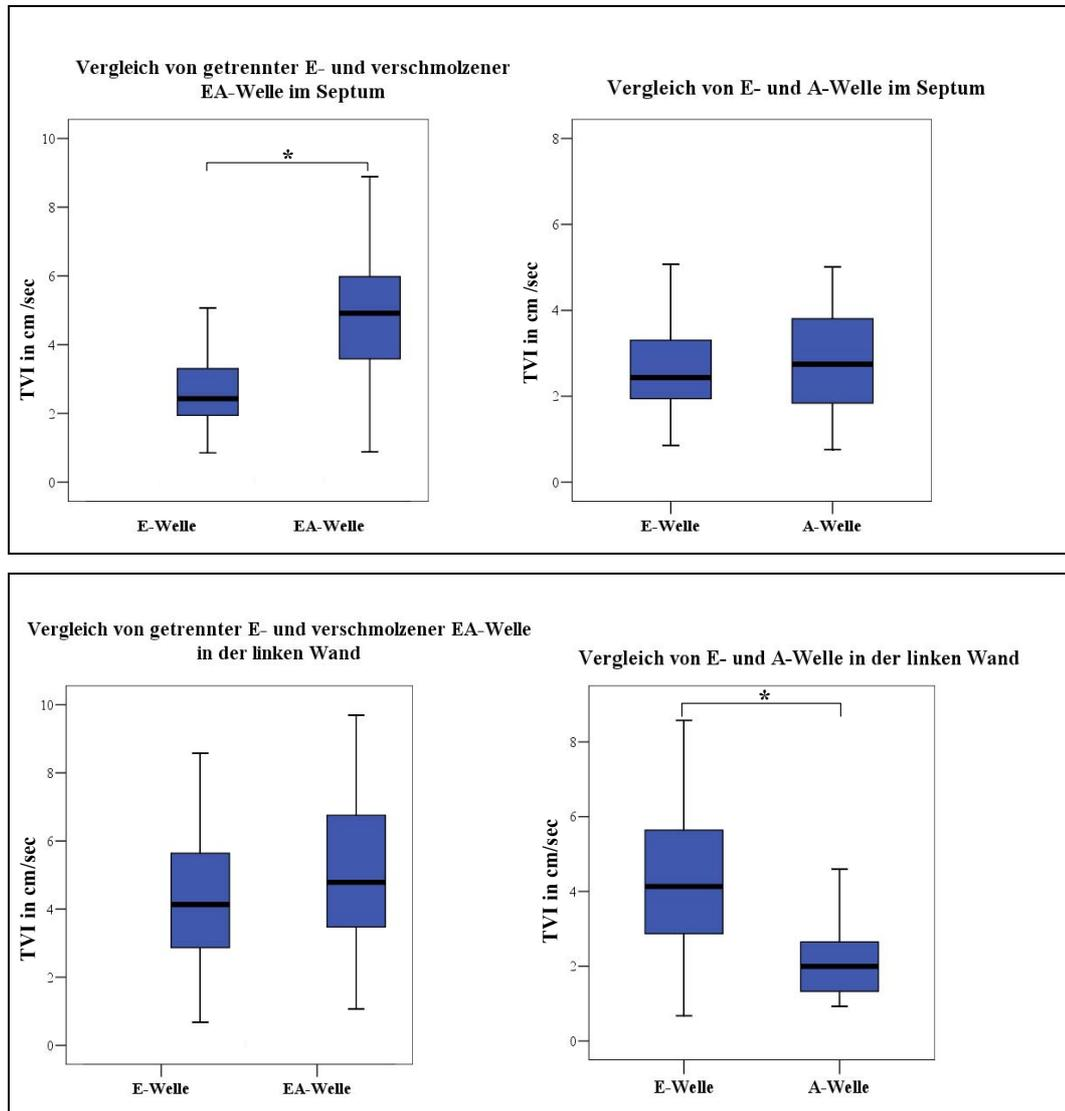 Vergleich von getrennter E- und verschmolzener
EA-Welle im Septum
10
*
8
6
4
2
0
TVI in cm /sec
E-Welle
EA-Welle
Vergleich von E- und A-Welle im Septum
8
6
4
2
0
TVI in cm /sec
E-Welle
A-Welle
Vergleich von getrennter E- und verschmolzener EA-Welle
in der linken Wand
10
8
6
4
2
0
TVI in cm/sec
E-Welle
EA-Welle
Vergleich von E- und A-Welle in der linken Wand
*
8
6
4
2
0
TVI in cm/sec
E-Welle
A-Welle